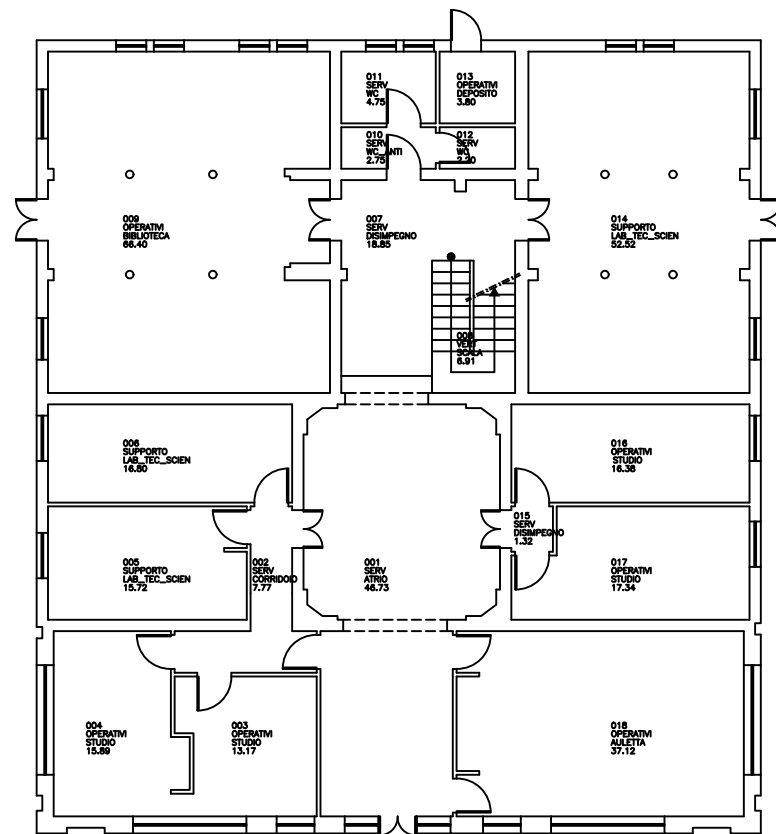 011
SERV
WC
4.75
013
OPERATIVI
DEPOSITO
3.80
010
SERV
WC_ANTI
2.75
012
SERV
WC
2.20
009
OPERATIVI
BIBLIOTECA
66.40
007
SERV
DISIMPEGNO
18.85
014
SUPPORTO
LAB_TEC_SCIEN
52.52
008
VERT
SCALA
6.91
006
SUPPORTO
LAB_TEC_SCIEN
16.80
016
OPERATIVI
STUDIO
16.38
015
SERV
DISIMPEGNO
1.32
005
SUPPORTO
LAB_TEC_SCIEN
15.72
002
SERV
CORRIDOIO
7.77
001
SERV
ATRIO
46.73
017
OPERATIVI
STUDIO
17.34
004
OPERATIVI
STUDIO
15.89
003
OPERATIVI
STUDIO
13.17
018
OPERATIVI
AULETTA
37.12